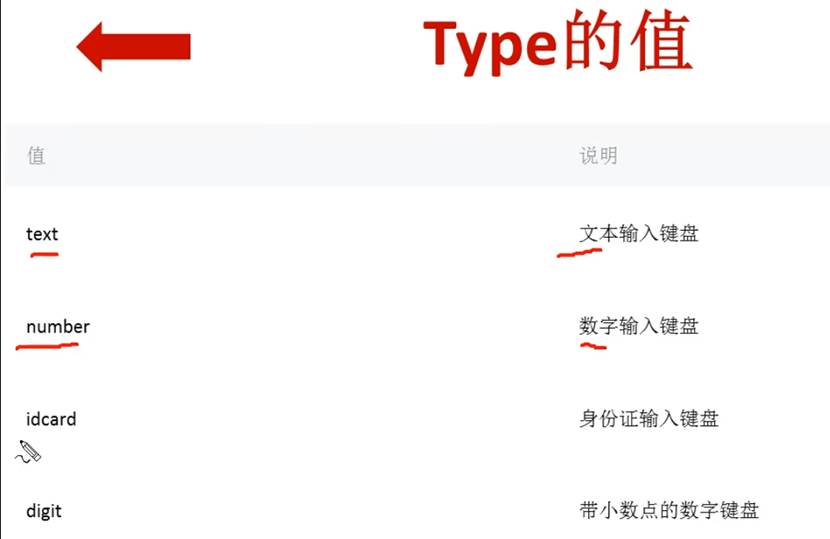 Type的值
值 说明
text 文本输入键盘
number 数字输入键盘
idcard 身份证输入键盘
digit 带小数点的数字键盘